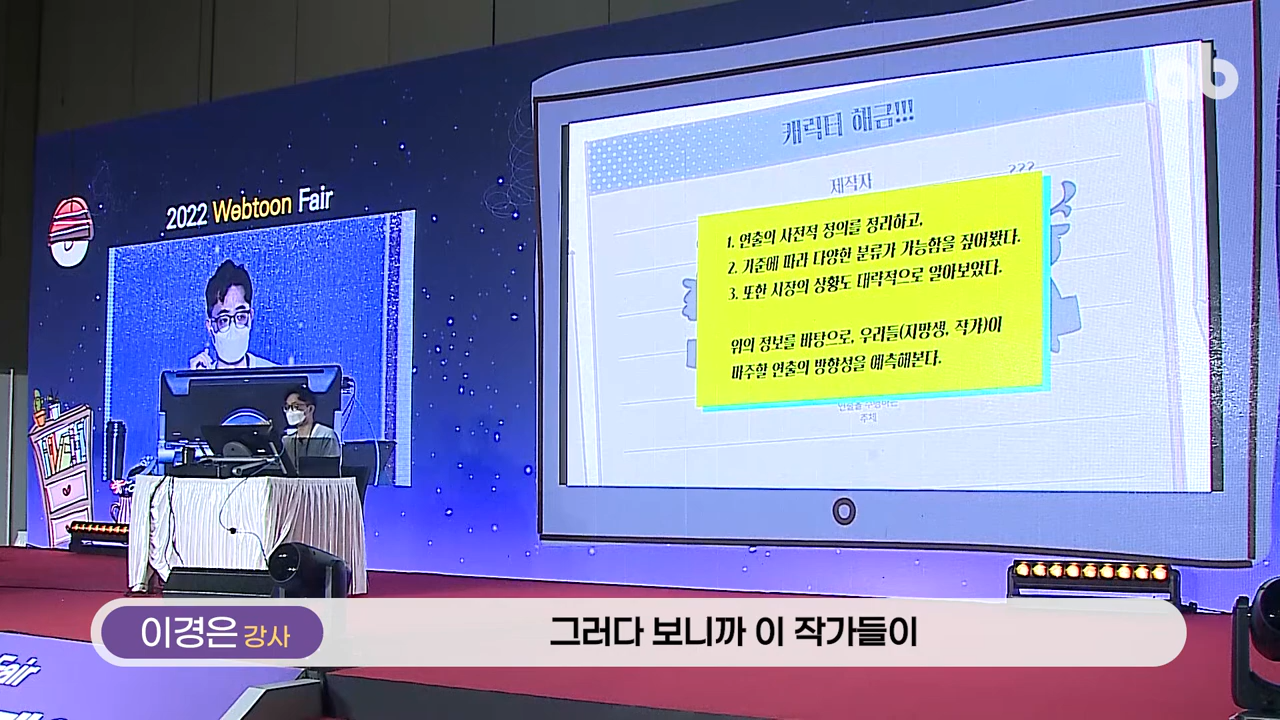 ab
2022 Webtoon Fair
캐릭터 해금!!!
제작자
???
1. 연출의 사전적 정의를 정리하고,
2. 기준에 따라 다양한 분류가 가능함을 짚어봤다.
3. 또한 시장의 상황도 대략적으로 알아보았다.
위의 정보를 바탕으로, 우리들(지망생, 작가)이
마주할 연출의 방향성을 예측해본다.
주체
이경은 강사
그러다 보니까 이 작가들이
Fair